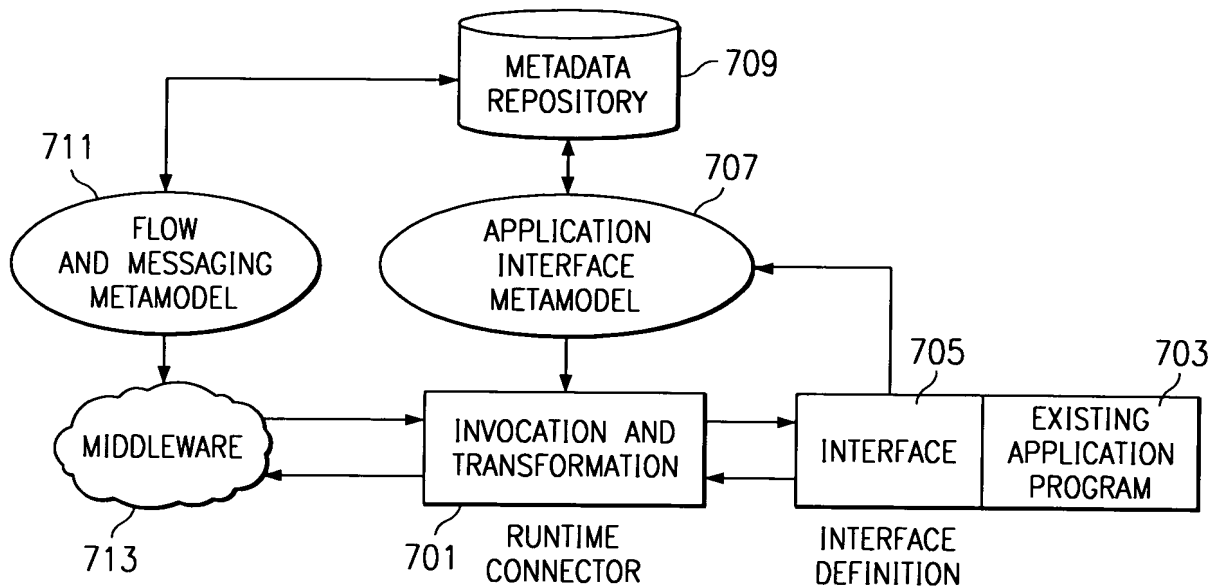 METADATA
REPOSITORY
709
711
707
FLOW
AND MESSAGING
METAMODEL
APPLICATION
INTERFACE
METAMODEL
705
703
MIDDLEWARE
INVOCATION AND
TRANSFORMATION
INTERFACE
EXISTING
APPLICATION
PROGRAM
713
701
RUNTIME
CONNECTOR
INTERFACE
DEFINITION